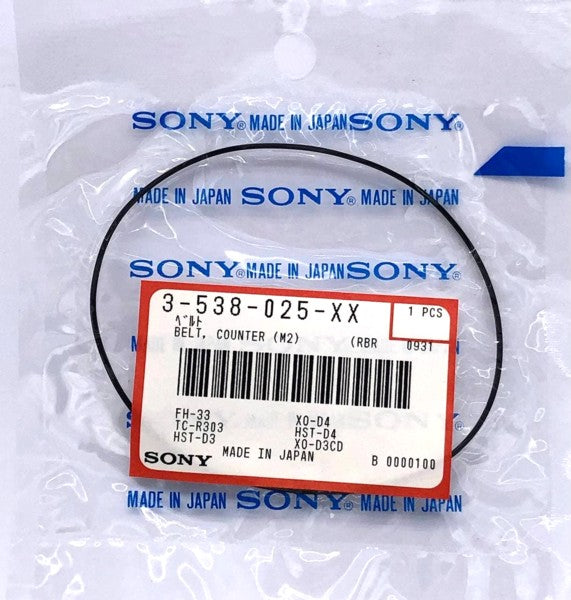 SONY® MADE IN JAPAN SONY®
MADE IN JAPAN SONY® MADE IN JAPAN
SONY® MADE IN JAPAN SONY®
3-538-025-XX
1 PCS
ベルト
BELT, COUNTER (M2) (RBR 0931
FH-33 XO-D4
TC-R303 HST-D4
HST-D3 XO-D3CD
SONY MADE IN JAPAN B 0000100
MADE IN JAPAN SONY® MADE IN JAPAN